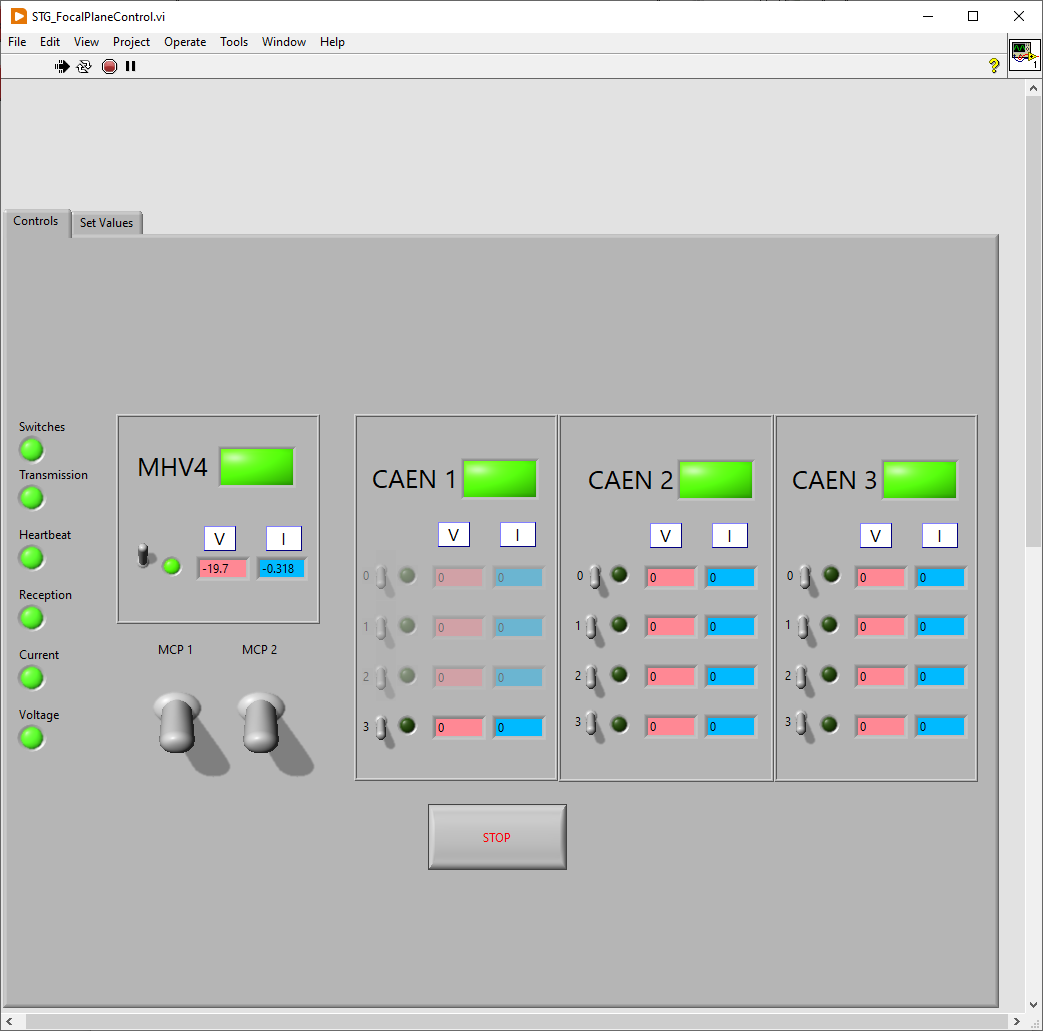 STG_FocalPlaneControl.vi
File Edit View Project Operate Tools Window Help
? 1
Controls Set Values
Switches
Transmission
Heartbeat
Reception
Current
Voltage
MHV4
V I
-19.7 -0.318
MCP 1 MCP 2
CAEN 1
V I
0 0 0
1 0 0
2 0 0
3 0 0
CAEN 2
V I
0 0 0
1 0 0
2 0 0
3 0 0
CAEN 3
V I
0 0 0
1 0 0
2 0 0
3 0 0
STOP